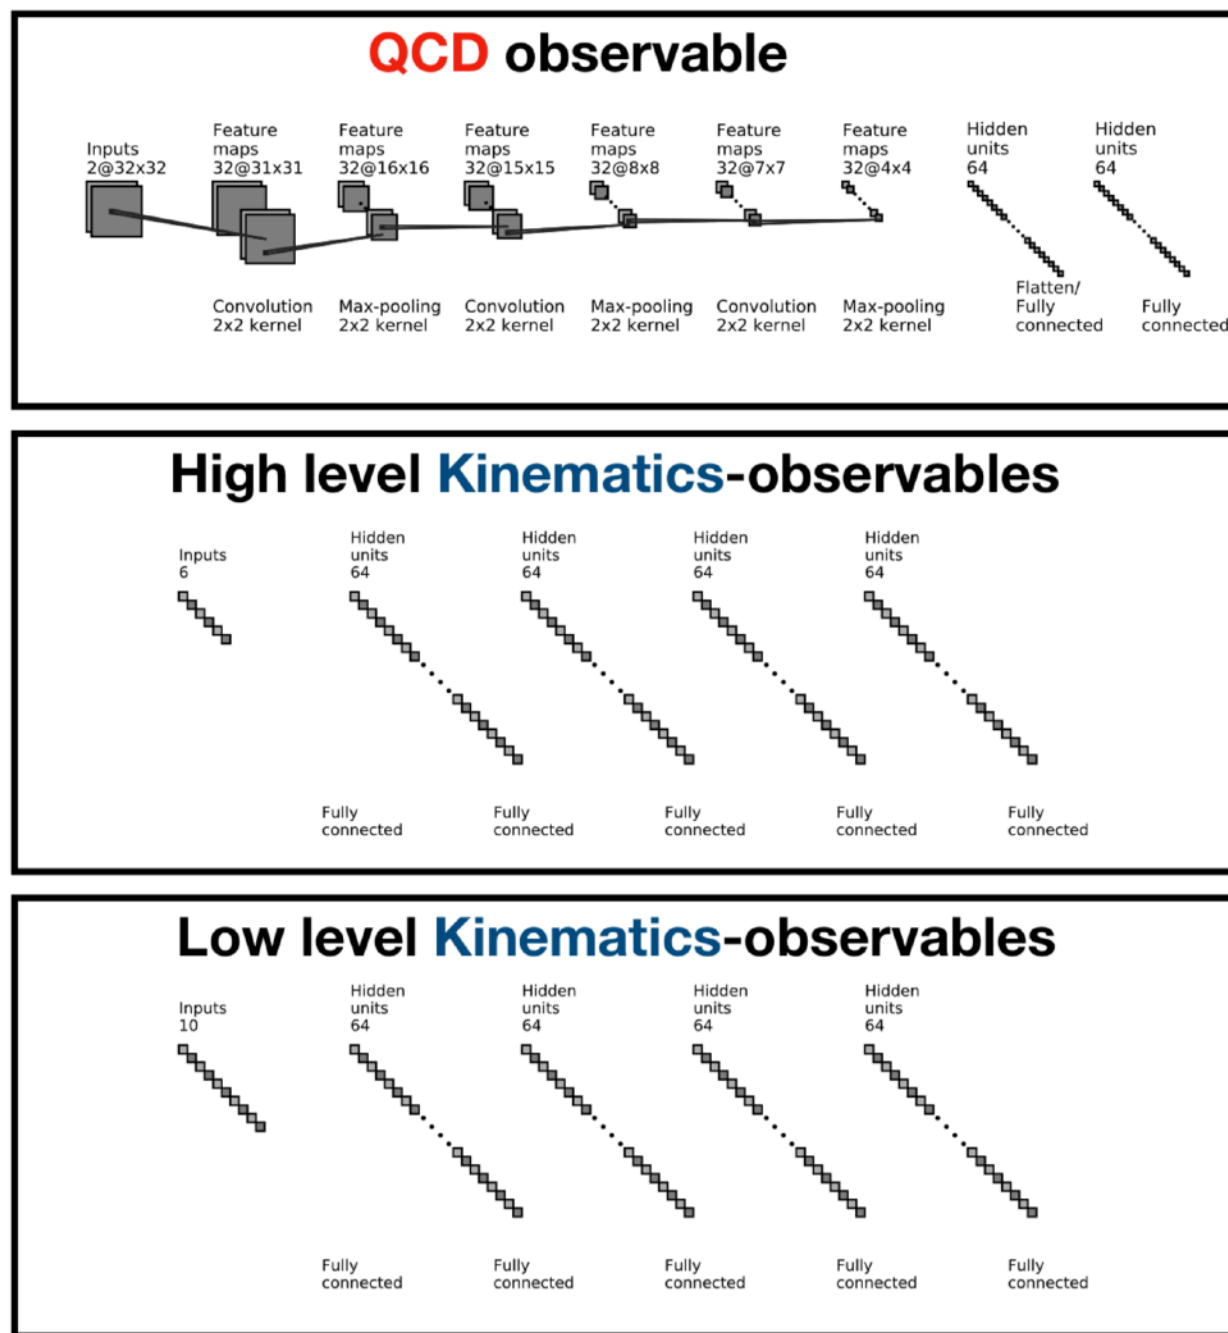 QCD observable
Inputs
2@32x32
Feature
maps
32@31x31
Feature
maps
32@16x16
Feature
maps
32@15x15
Feature
maps
32@8x8
Feature
maps
32@7x7
Feature
maps
32@4x4
Hidden
units
64
Hidden
units
64
Convolution
2x2 kernel
Max-pooling
2x2 kernel
Convolution
2x2 kernel
Max-pooling
2x2 kernel
Convolution
2x2 kernel
Max-pooling
2x2 kernel
Flatten/
Fully
connected
Fully
connected
High level Kinematics-observables
Inputs
6
Hidden
units
64
Hidden
units
64
Hidden
units
64
Hidden
units
64
Fully
connected
Fully
connected
Fully
connected
Fully
connected
Fully
connected
Low level Kinematics-observables
Inputs
10
Hidden
units
64
Hidden
units
64
Hidden
units
64
Hidden
units
64
Fully
connected
Fully
connected
Fully
connected
Fully
connected
Fully
connected